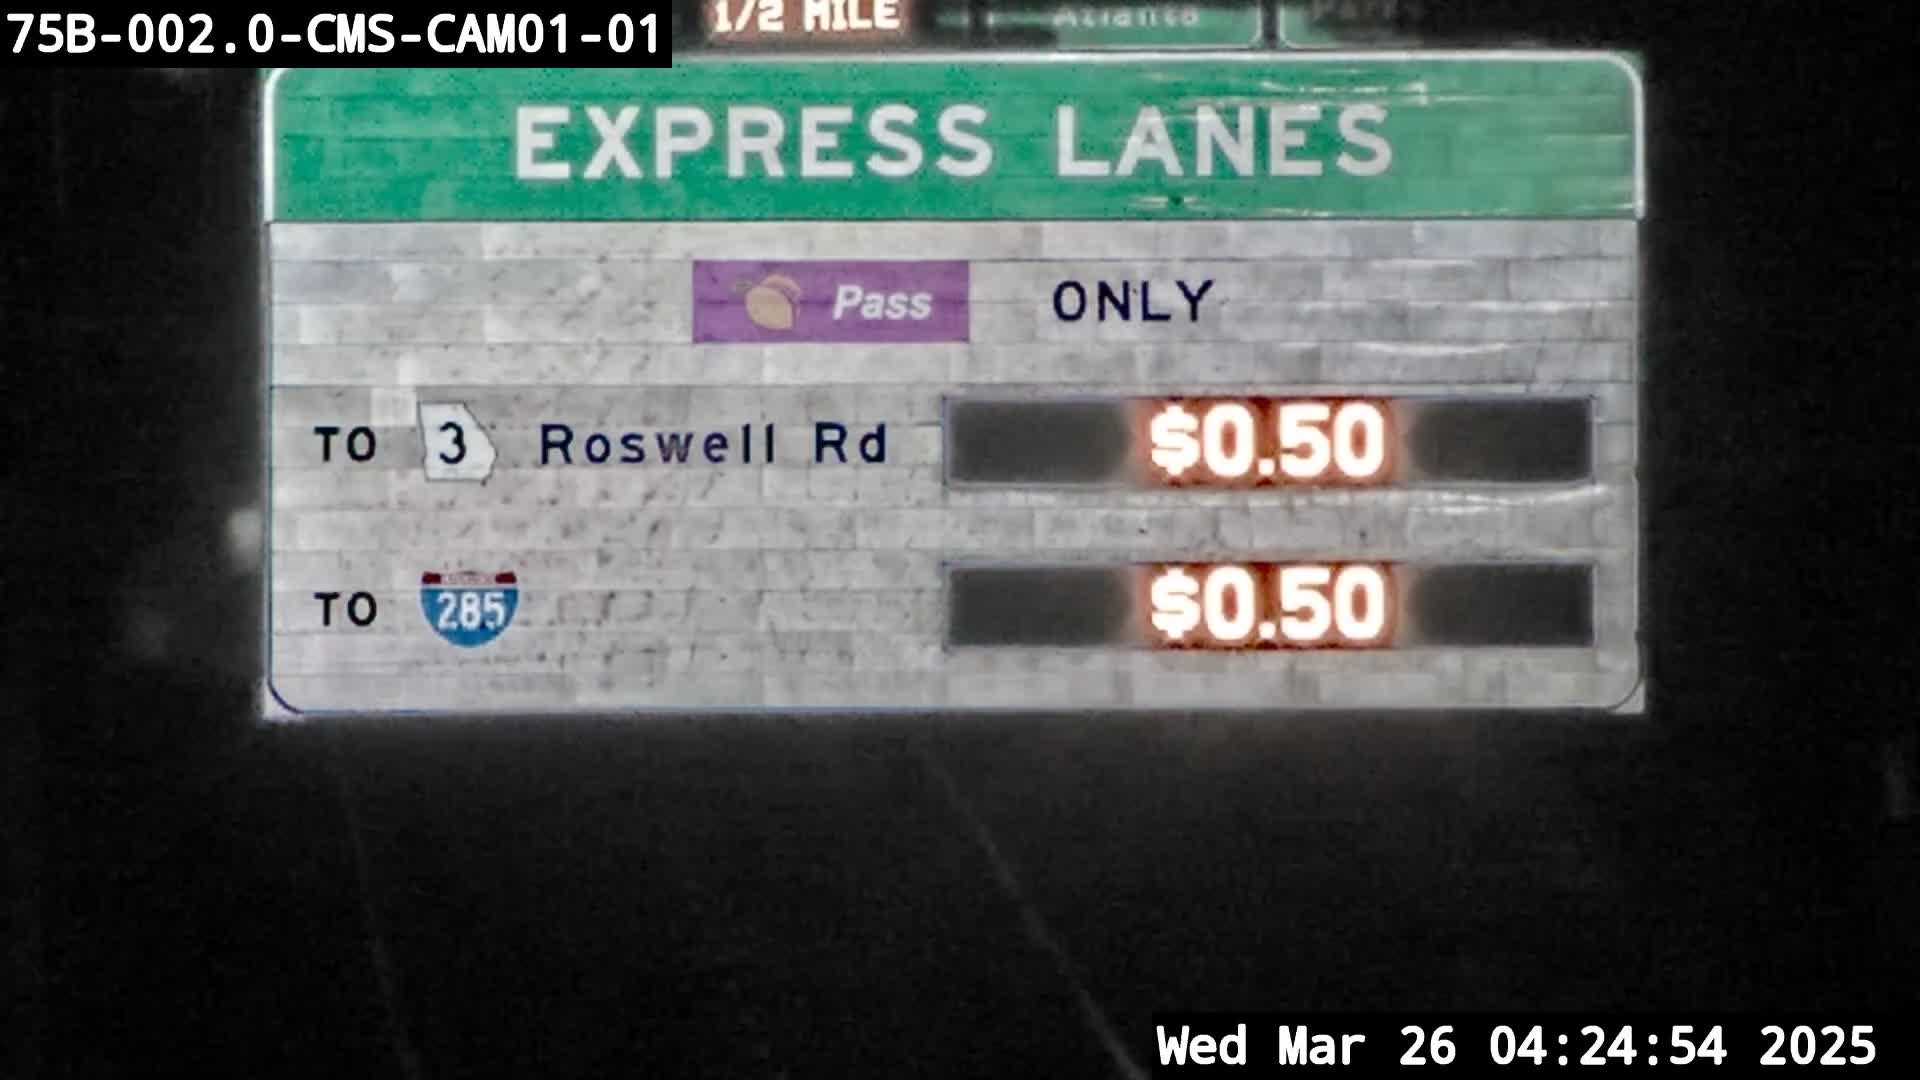 75B-002.0-CMS-CAM01-01
1/2 MILE
Atlanta
EXPRESS LANES
Pass ONLY
TO 3 Roswell Rd $0.50
TO 285 $0.50
Wed Mar 26 04:24:54 2025